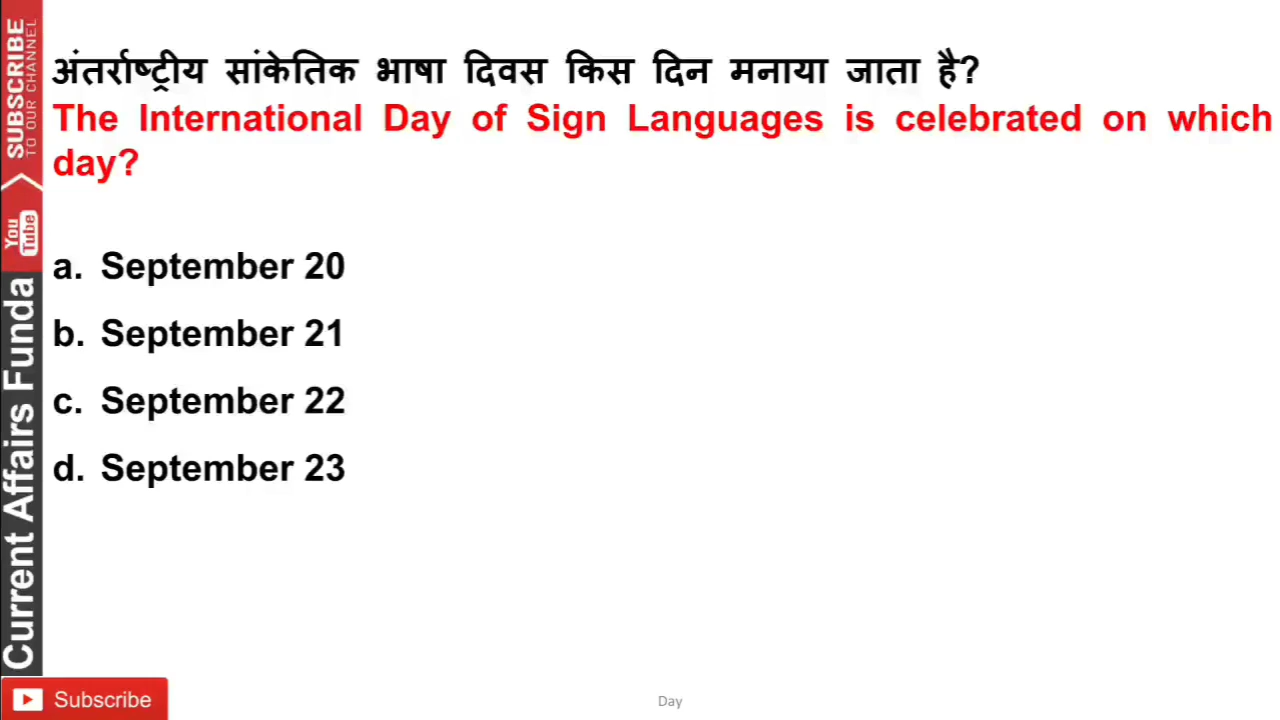 अंतर्राष्ट्रीय सांकेतिक भाषा दिवस किस दिन मनाया जाता है?
The International Day of Sign Languages is celebrated on which
day?
a. September 20
b. September 21
c. September 22
d. September 23
SUBSCRIBE
TO OUR CHANNEL
You
Tube
Current Affairs Funda
Subscribe
Day